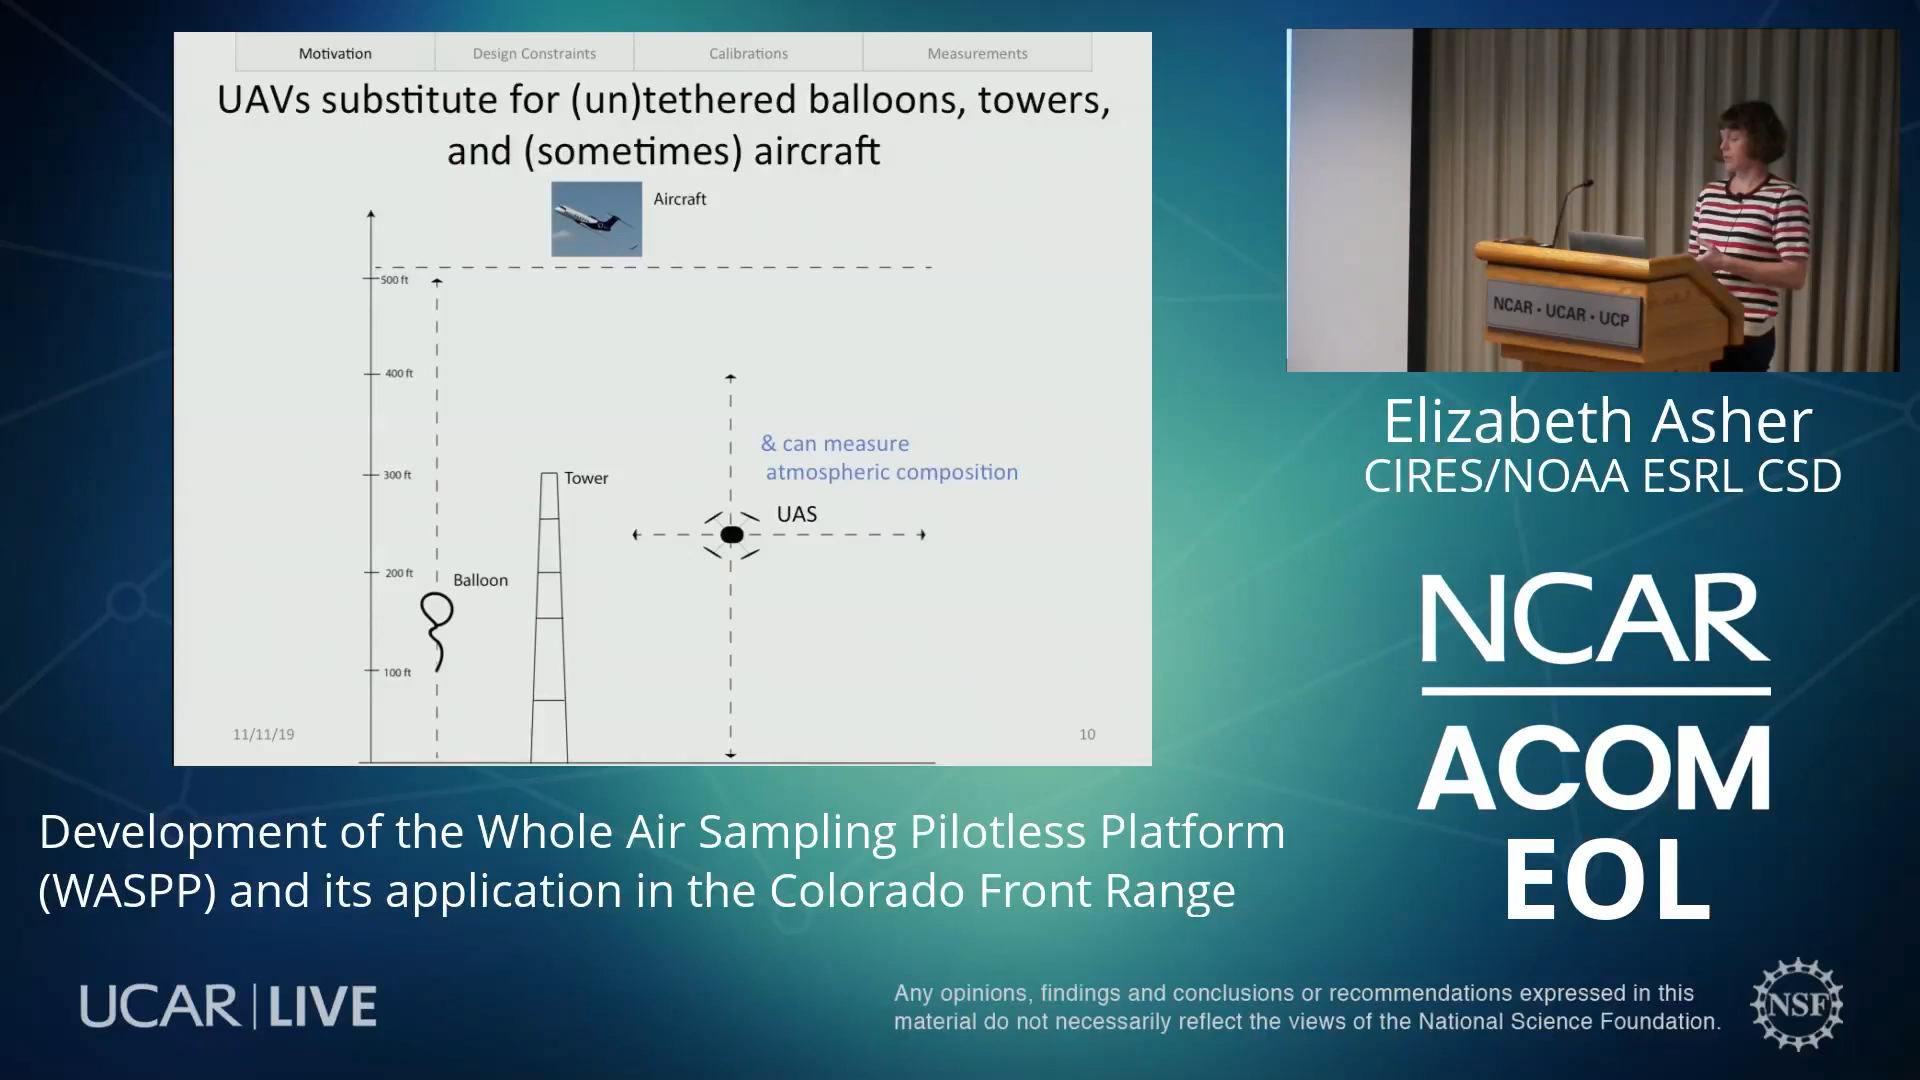 Motivation
Design Constraints
Calibrations
Measurements
UAVs substitute for (un)tethered balloons, towers,
and (sometimes) aircraft
Aircraft
500 ft
400 ft
& can measure
atmospheric composition
300 ft
Tower
UAS
200 ft
Balloon
100 ft
11/11/19
10
NCAR • UCAR • UCP
Elizabeth Asher
CIRES/NOAA ESRL CSD
NCAR
ACOM
EOL
Development of the Whole Air Sampling Pilotless Platform
(WASPP) and its application in the Colorado Front Range
UCAR | LIVE
Any opinions, findings and conclusions or recommendations expressed in this
material do not necessarily reflect the views of the National Science Foundation.
NSF